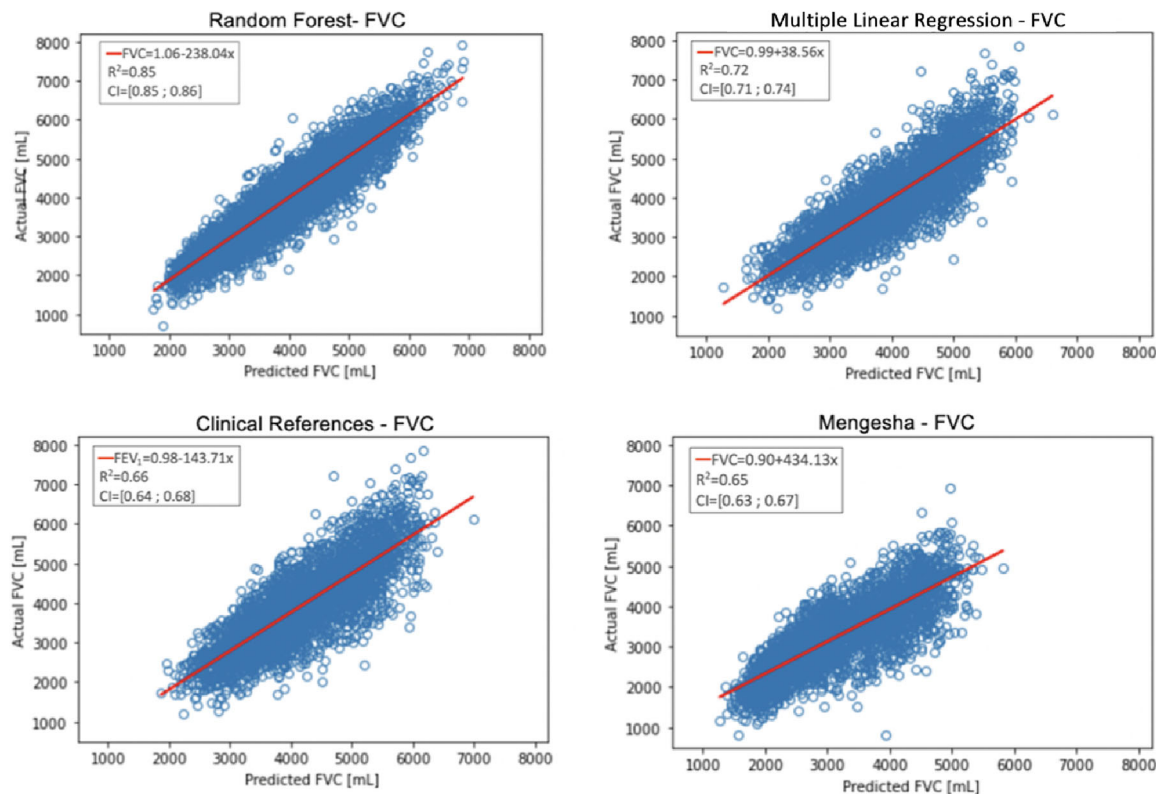 Random Forest- FVC
8000
7000
6000
5000
4000
3000
2000
1000
Actual FVC [mL]
FVC=1.06-238.04x
R²=0.85
CI=[0.85 ; 0.86]
1000 2000 3000 4000 5000 6000 7000 8000
Predicted FVC [mL]
Multiple Linear Regression - FVC
8000
7000
6000
5000
4000
3000
2000
1000
Actual FVC [mL]
FVC=0.99+38.56x
R²=0.72
CI=[0.71 ; 0.74]
1000 2000 3000 4000 5000 6000 7000 8000
Predicted FVC [mL]
Clinical References - FVC
8000
7000
6000
5000
4000
3000
2000
1000
Actual FVC [mL]
FEV₁=0.98-143.71x
R²=0.66
CI=[0.64 ; 0.68]
1000 2000 3000 4000 5000 6000 7000 8000
Predicted FVC [mL]
Mengesha - FVC
8000
7000
6000
5000
4000
3000
2000
1000
Actual FVC [mL]
FVC=0.90+434.13x
R²=0.65
CI=[0.63 ; 0.67]
1000 2000 3000 4000 5000 6000 7000 8000
Predicted FVC [mL]